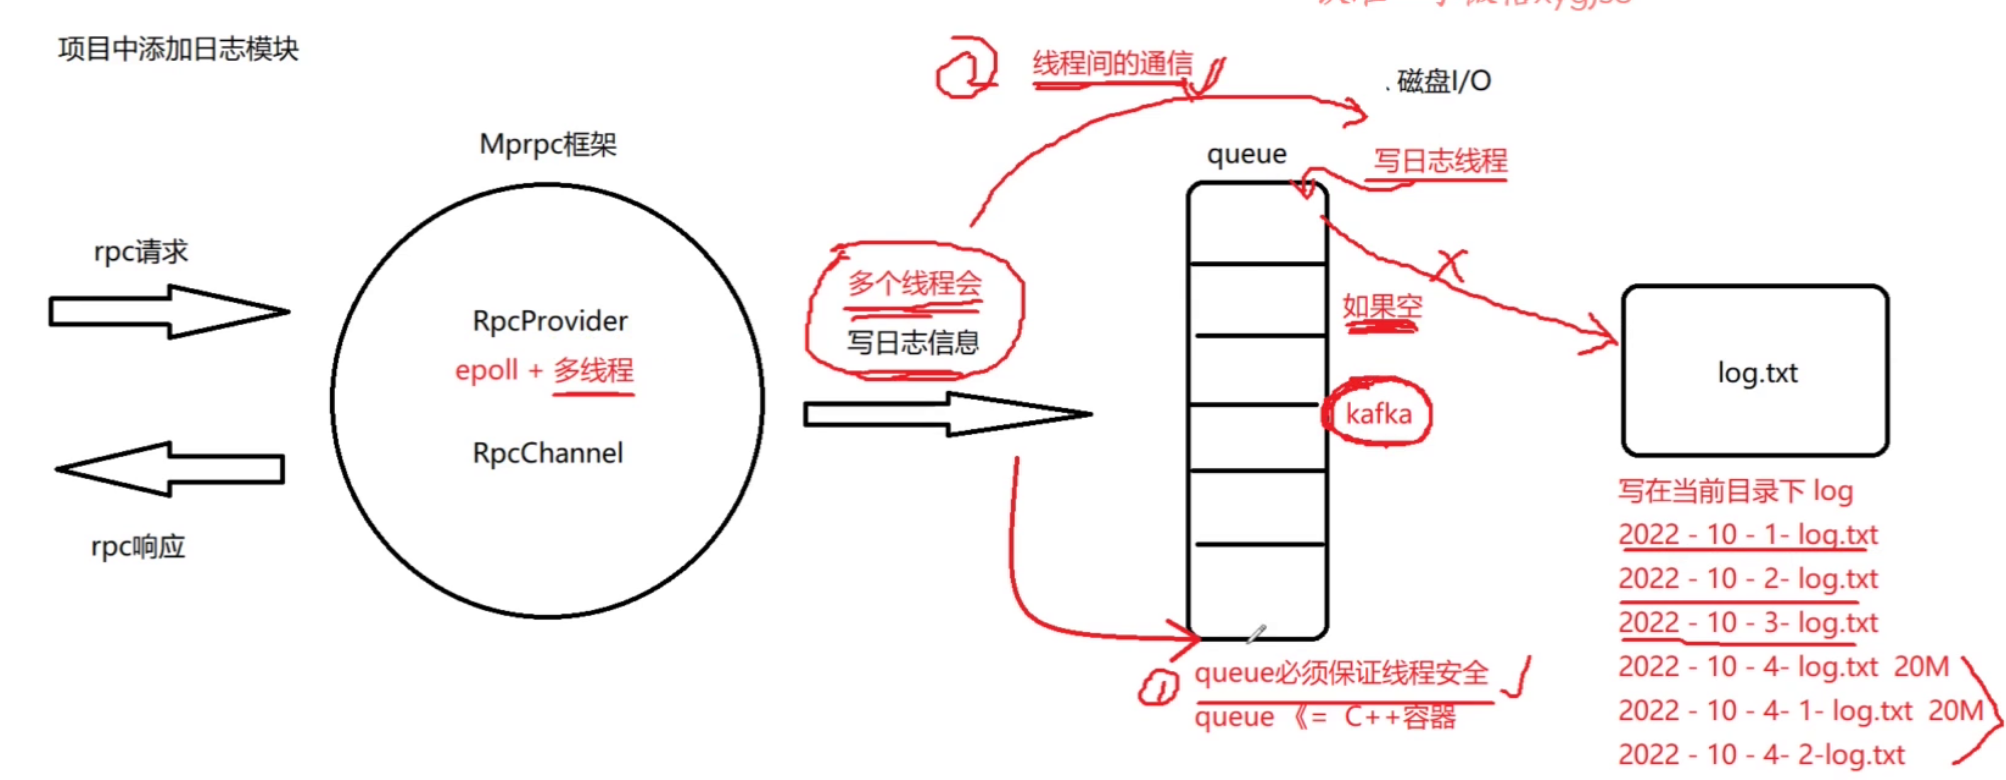 项目中添加日志模块
② 线程间的通信
磁盘I/O
Mprpc框架
queue
写日志线程
rpc请求
多个线程会
写日志信息
如果空
RpcProvider
epoll + 多线程
kafka
log.txt
RpcChannel
rpc响应
写在当前目录下 log
2022 - 10 - 1- log.txt
2022 - 10 - 2- log.txt
2022 - 10 - 3- log.txt
2022 - 10 - 4- log.txt 20M
2022 - 10 - 4- 1- log.txt 20M
2022 - 10 - 4- 2-log.txt
① queue必须保证线程安全
queue 《= C++容器